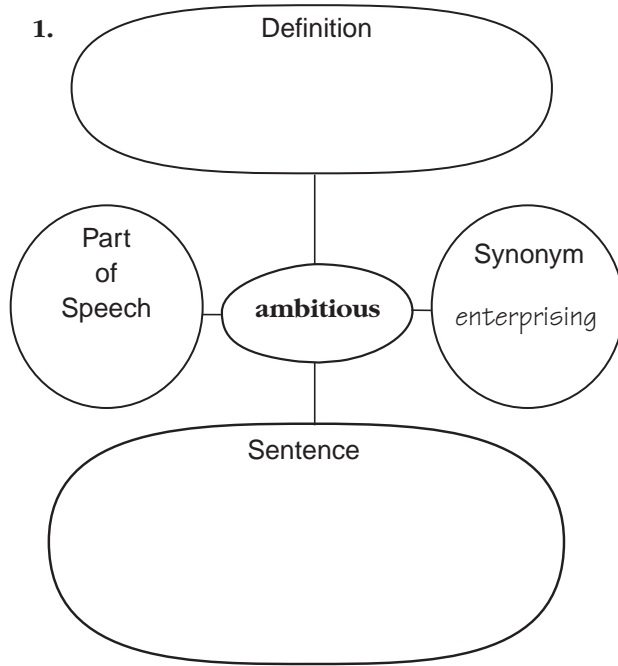 1.
Definition
Part
of
Speech
ambitious
Synonym
enterprising
Sentence